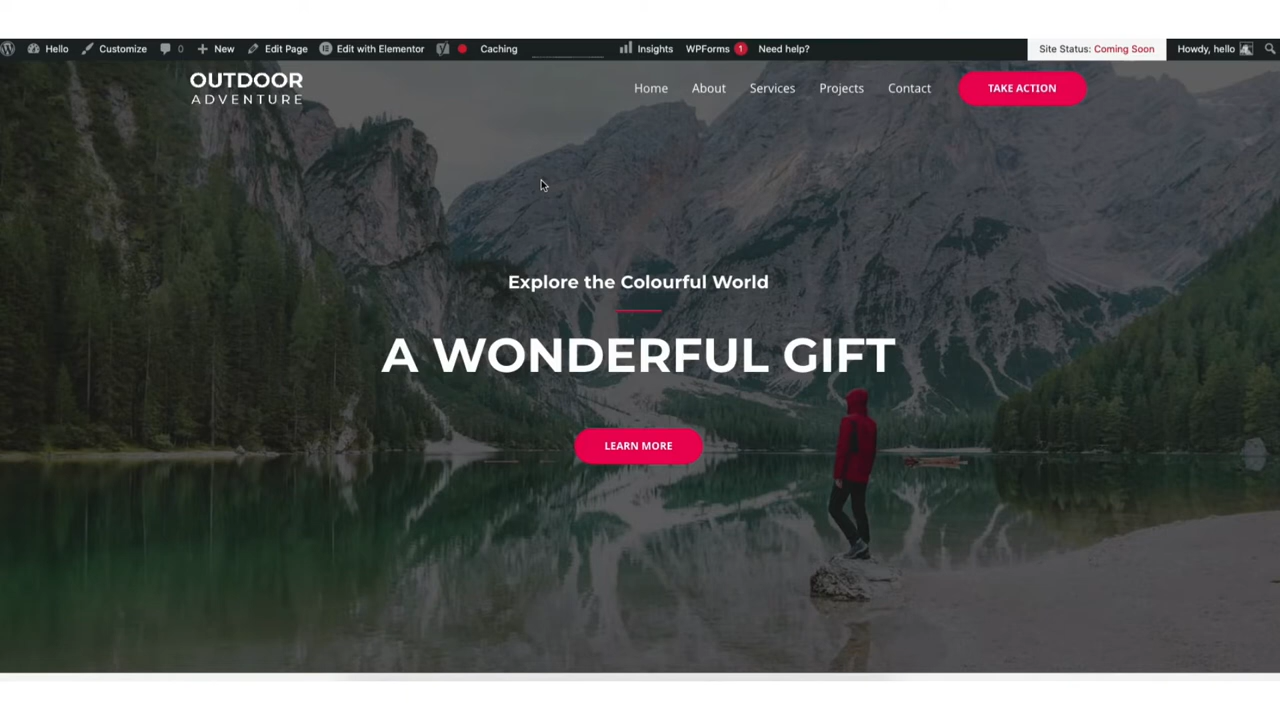 Hello Customize 0 New Edit Page Edit with Elementor Caching Insights WPForms 1 Need help? Site Status: Coming Soon Howdy, hello
OUTDOOR
ADVENTURE
Home About Services Projects Contact TAKE ACTION
Explore the Colourful World
A WONDERFUL GIFT
LEARN MORE